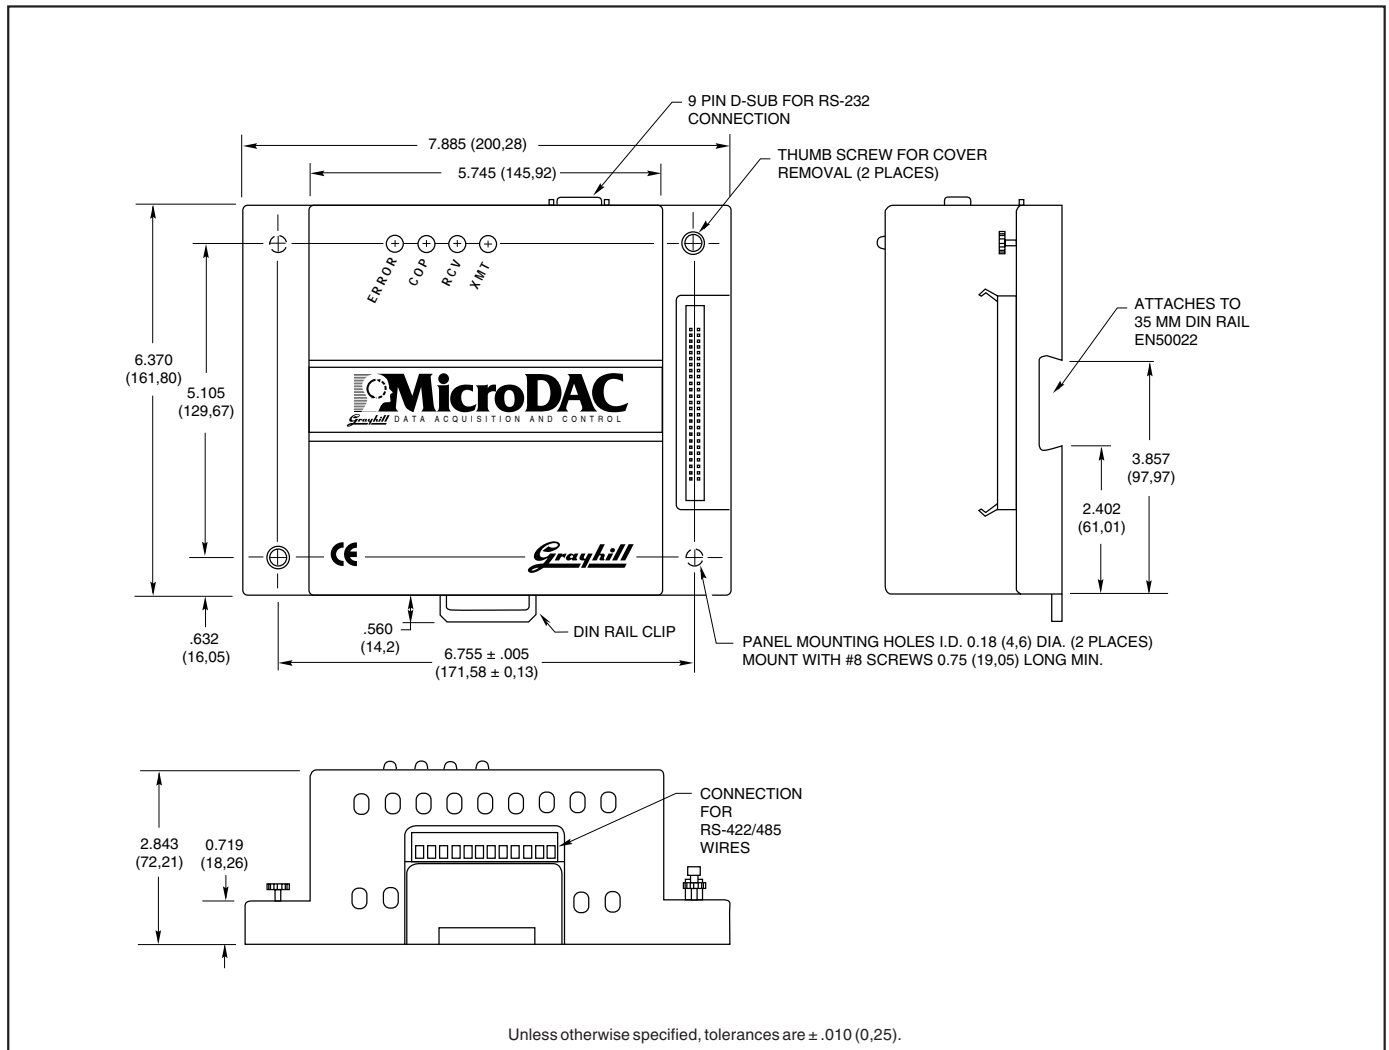 9 PIN D-SUB FOR RS-232
CONNECTION
7.885 (200,28)
THUMB SCREW FOR COVER
REMOVAL (2 PLACES)
5.745 (145,92)
ERROR
COP
RCV
XMT
ATTACHES TO
35 MM DIN RAIL
EN50022
6.370
(161,80)
5.105
(129,67)
MicroDAC
Grayhill DATA ACQUISITION AND CONTROL
3.857
(97,97)
2.402
(61,01)
CE
Grayhill
.632
(16,05)
.560
(14,2)
DIN RAIL CLIP
6.755 ± .005
(171,58 ± 0,13)
PANEL MOUNTING HOLES I.D. 0.18 (4,6) DIA. (2 PLACES)
MOUNT WITH #8 SCREWS 0.75 (19,05) LONG MIN.
CONNECTION
FOR
RS-422/485
WIRES
2.843
(72,21)
0.719
(18,26)
Unless otherwise specified, tolerances are ± .010 (0,25).